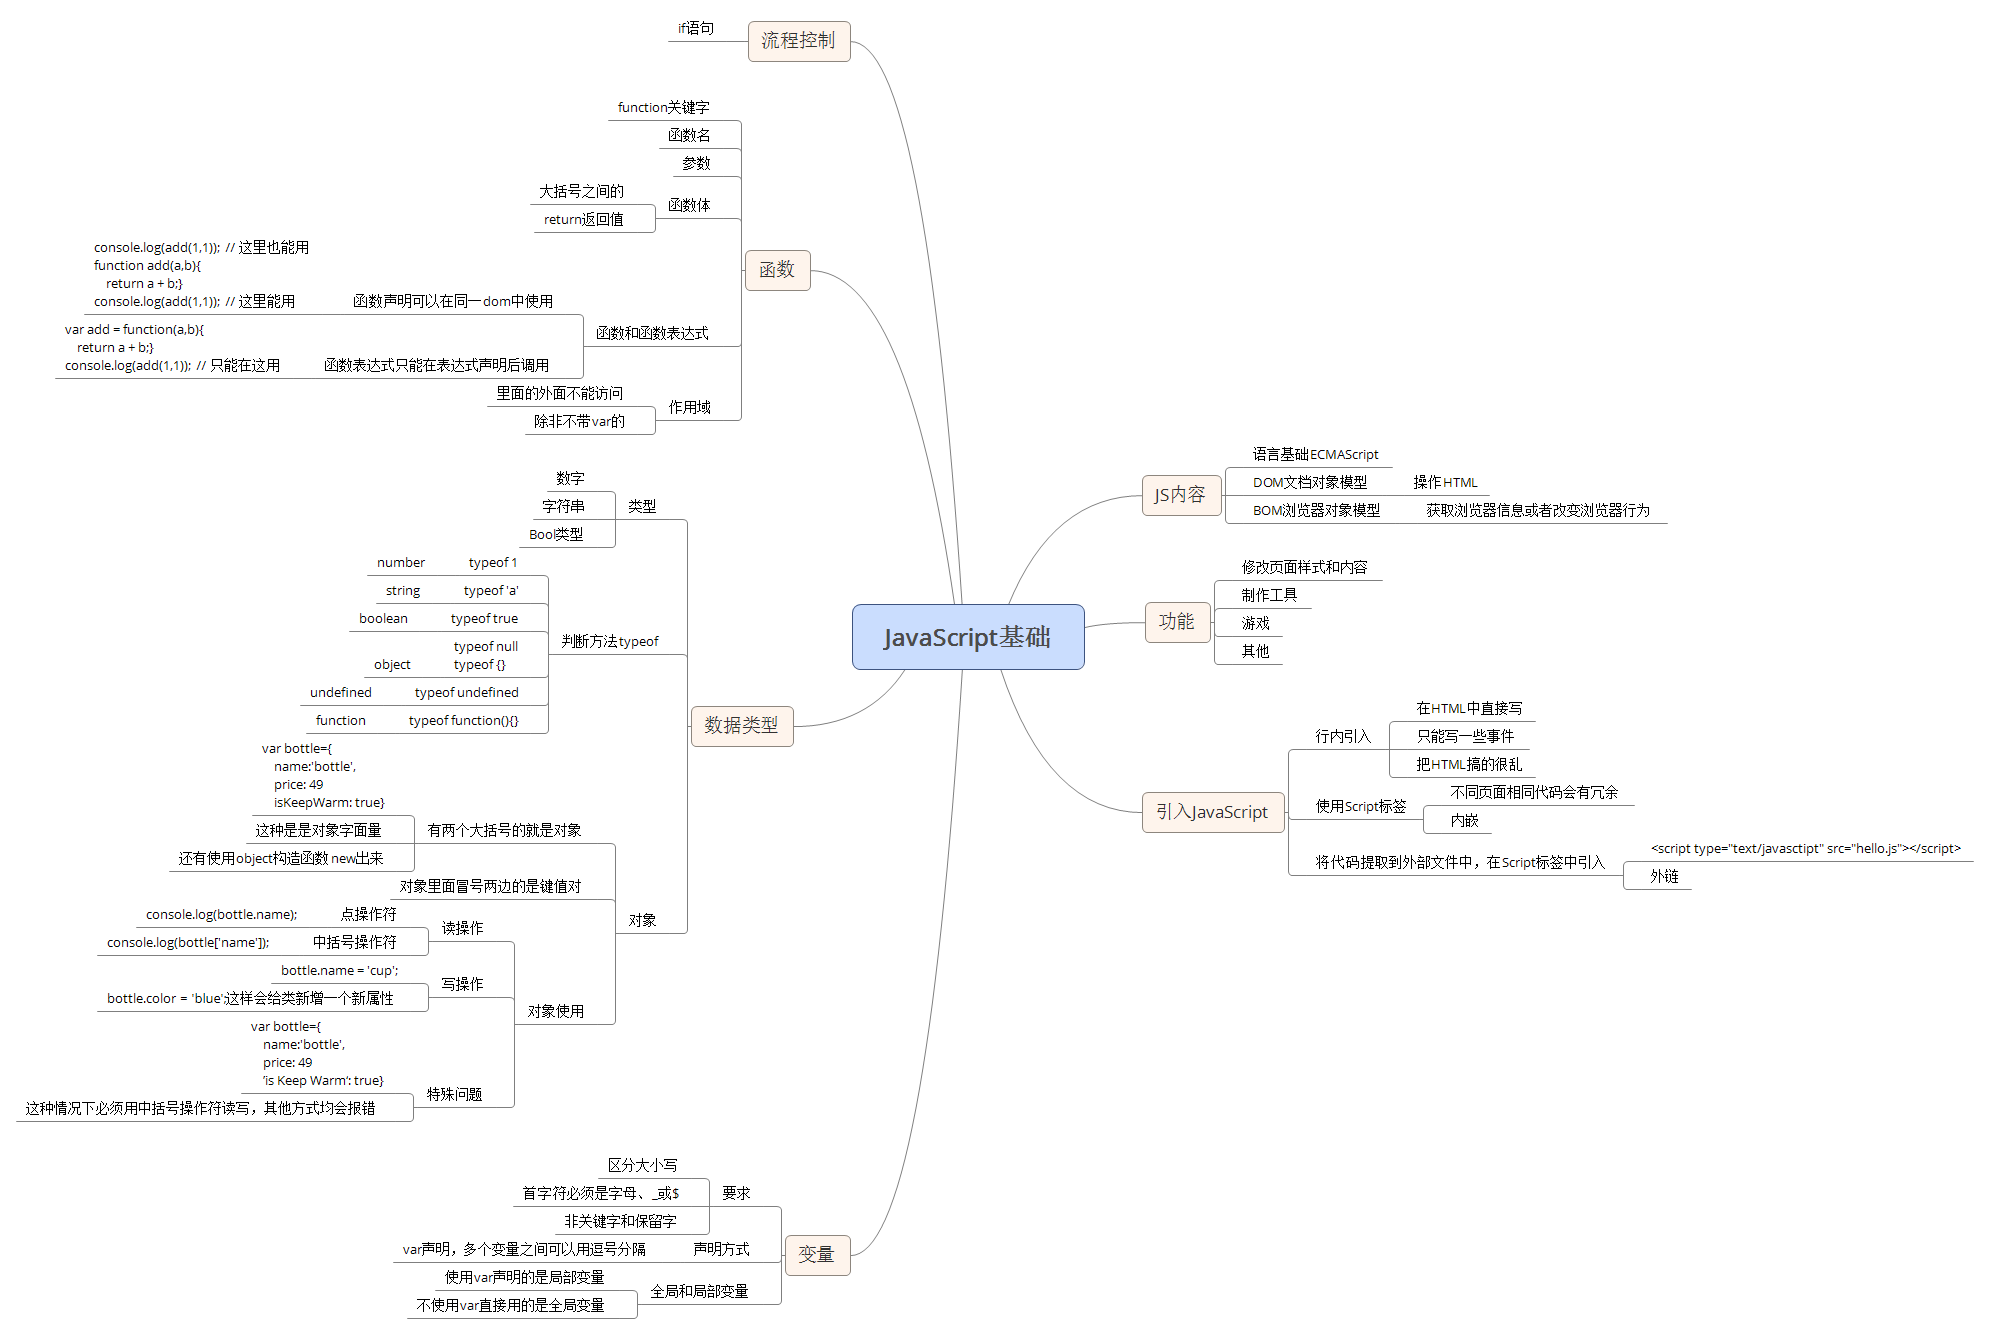 JavaScript基础
JS内容
语言基础ECMAScript
DOM文档对象模型
操作HTML
BOM浏览器对象模型
获取浏览器信息或者改变浏览器行为
功能
修改页面样式和内容
制作工具
游戏
其他
引入JavaScript
行内引入
在HTML中直接写
只能写一些事件
把HTML搞的很乱
使用Script标签
不同页面相同代码会有冗余
内嵌
将代码提取到外部文件中，在Script标签中引入
<script type="text/javasctipt" src="hello.js"></script>
外链
流程控制
if语句
函数
function关键字
函数名
参数
函数体
大括号之间的
return返回值
函数和函数表达式
函数声明可以在同一dom中使用
console.log(add(1,1)); // 这里也能用
function add(a,b){
return a + b;}
console.log(add(1,1)); // 这里能用
函数表达式只能在表达式声明后调用
var add = function(a,b){
return a + b;}
console.log(add(1,1)); // 只能在这用
作用域
里面的外面不能访问
除非不带var的
数据类型
类型
数字
字符串
Bool类型
判断方法typeof
typeof 1
number
typeof 'a'
string
typeof true
boolean
typeof null
typeof {}
object
typeof undefined
undefined
typeof function(){}
function
对象
有两个大括号的就是对象
var bottle={
name:'bottle',
price: 49
isKeepWarm: true}
这种是是对象字面量
还有使用object构造函数 new出来
对象里面冒号两边的是键值对
对象使用
读操作
点操作符
console.log(bottle.name);
中括号操作符
console.log(bottle['name']);
写操作
bottle.name = 'cup';
bottle.color = 'blue';这样会给类新增一个新属性
特殊问题
var bottle={
name:'bottle',
price: 49
‘is Keep Warm‘: true}
这种情况下必须用中括号操作符读写，其他方式均会报错
变量
要求
区分大小写
首字符必须是字母、_或$
非关键字和保留字
声明方式
var声明，多个变量之间可以用逗号分隔
全局和局部变量
使用var声明的是局部变量
不使用var直接用的是全局变量